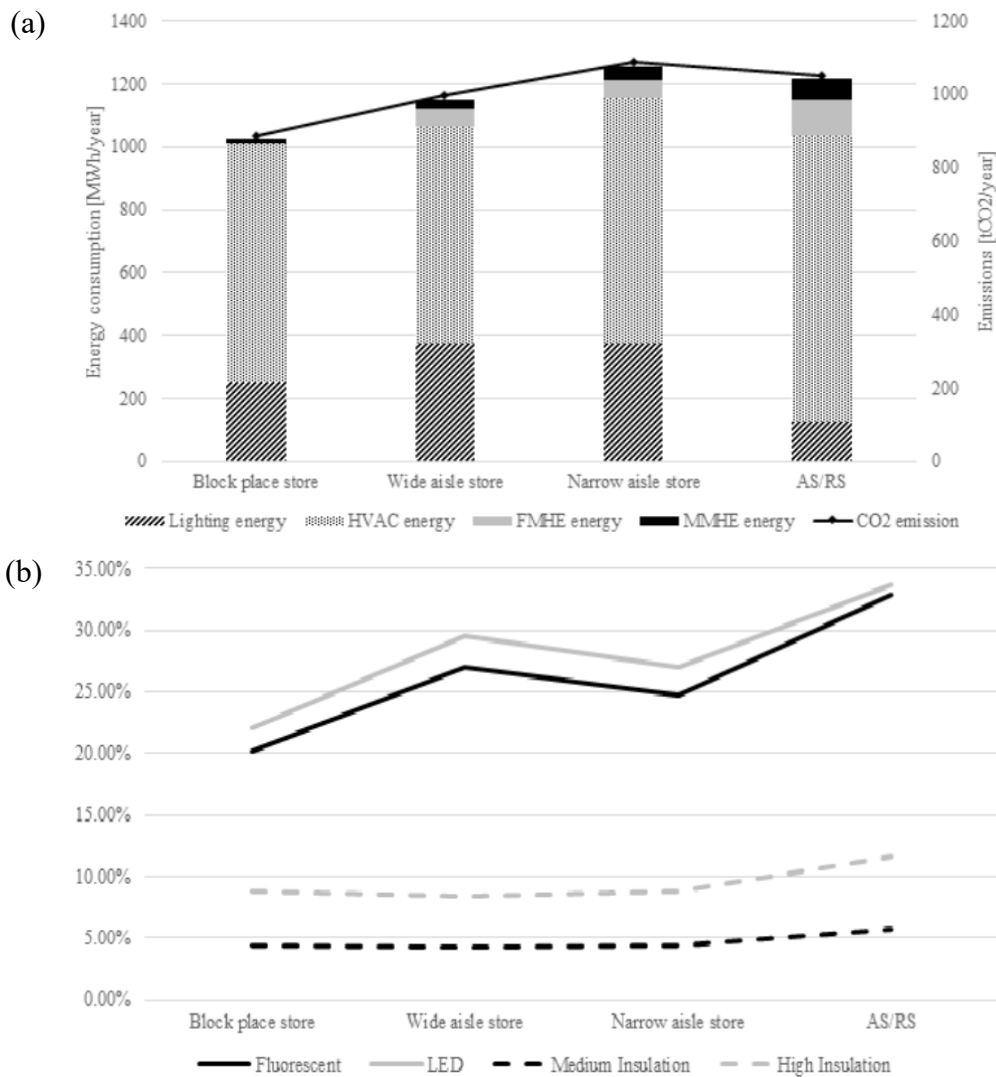 (a)
1400
1200
1000
800
600
400
200
0
Energy consumption [MWh/year]
1200
1000
800
600
400
200
0
Emissions [tCO2/year]
Block place store Wide aisle store Narrow aisle store AS/RS
Lighting energy HVAC energy FMHE energy MMHE energy CO2 emission
(b)
35.00%
30.00%
25.00%
20.00%
15.00%
10.00%
5.00%
0.00%
Block place store Wide aisle store Narrow aisle store AS/RS
Fluorescent LED Medium Insulation High Insulation